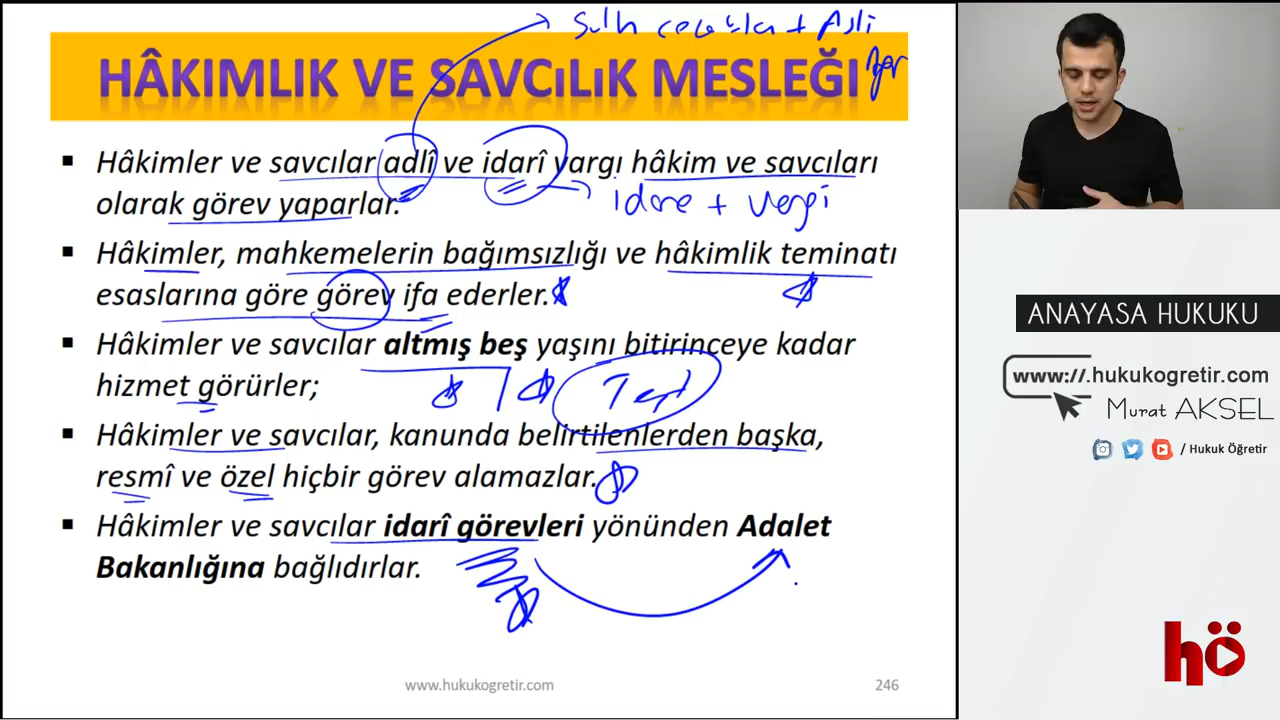 Sulh ceza + Asli
HÂKIMLIK VE SAVCıLıK MESLEĞI
▪ Hâkimler ve savcılar adlî ve idarî yargı hâkim ve savcıları
olarak görev yaparlar.
idare + vergi
▪ Hâkimler, mahkemelerin bağımsızlığı ve hâkimlik teminatı
esaslarına göre görev ifa ederler.
▪ Hâkimler ve savcılar altmış beş yaşını bitirinceye kadar
hizmet görürler;
▪ Hâkimler ve savcılar, kanunda belirtilenlerden başka,
resmî ve özel hiçbir görev alamazlar.
▪ Hâkimler ve savcılar idarî görevleri yönünden Adalet
Bakanlığına bağlıdırlar.
www.hukukogretir.com
246
ANAYASA HUKUKU
www://.hukukogretir.com
Murat AKSEL
/ Hukuk Öğretir
hö